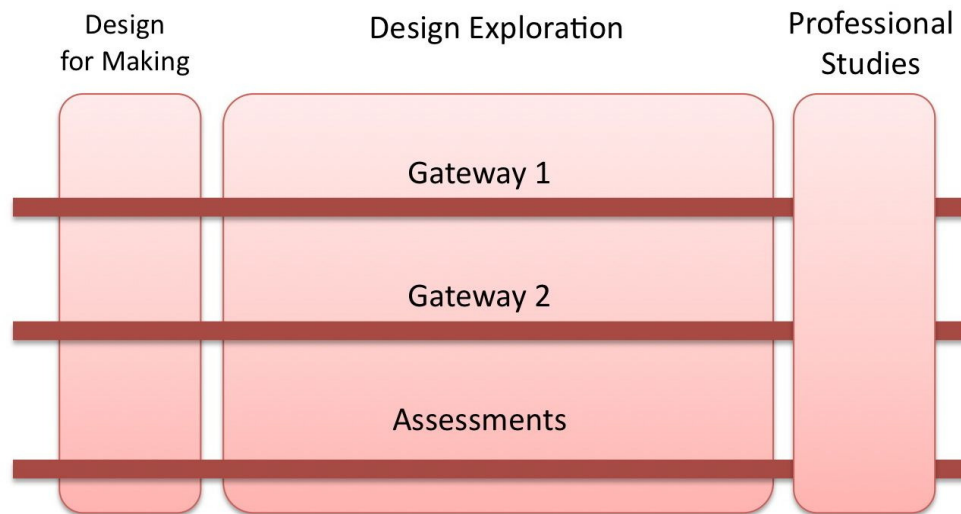 Design
for Making
Design Exploration
Professional
Studies
Gateway 1
Gateway 2
Assessments